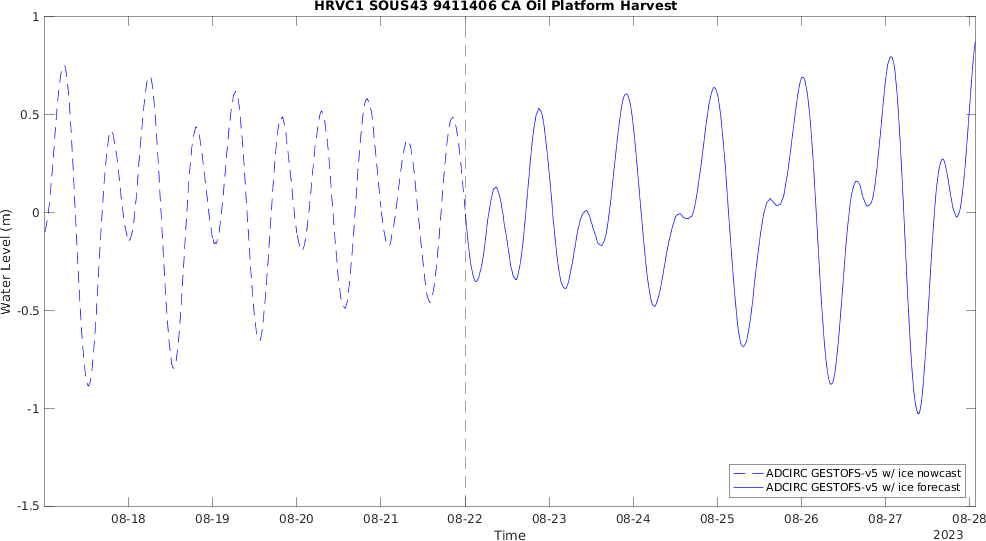 HRVC1 SOUS43 9411406 CA Oil Platform Harvest
Water Level (m)
1
0.5
0
-0.5
-1
-1.5
ADCIRC GESTOFS-v5 w/ ice nowcast
ADCIRC GESTOFS-v5 w/ ice forecast
08-18 08-19 08-20 08-21 08-22 08-23 08-24 08-25 08-26 08-27 08-28
Time
2023